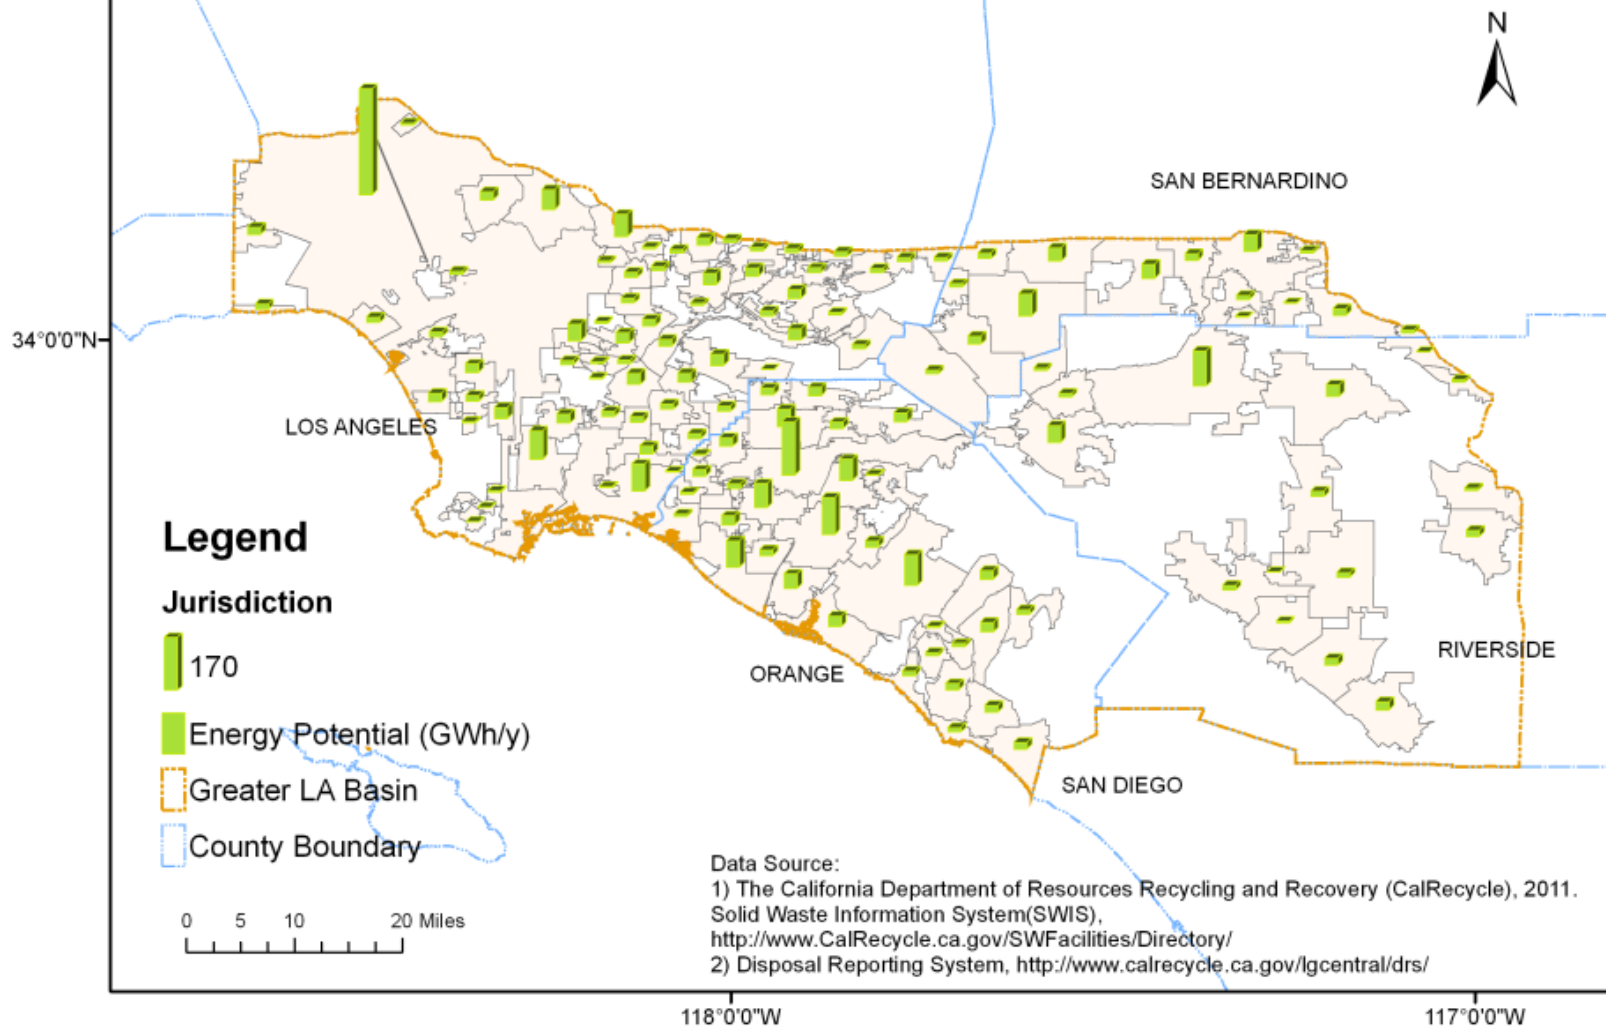 N
SAN BERNARDINO
34°0'0"N
LOS ANGELES
Legend
Jurisdiction
170
RIVERSIDE
ORANGE
Energy Potential (GWh/y)
SAN DIEGO
Greater LA Basin
County Boundary
Data Source:
1) The California Department of Resources Recycling and Recovery (CalRecycle), 2011.
Solid Waste Information System(SWIS),
http://www.CalRecycle.ca.gov/SWFacilities/Directory/
2) Disposal Reporting System, http://www.calrecycle.ca.gov/lgcentral/drs/
0 5 10 20 Miles
118°0'0"W
117°0'0"W